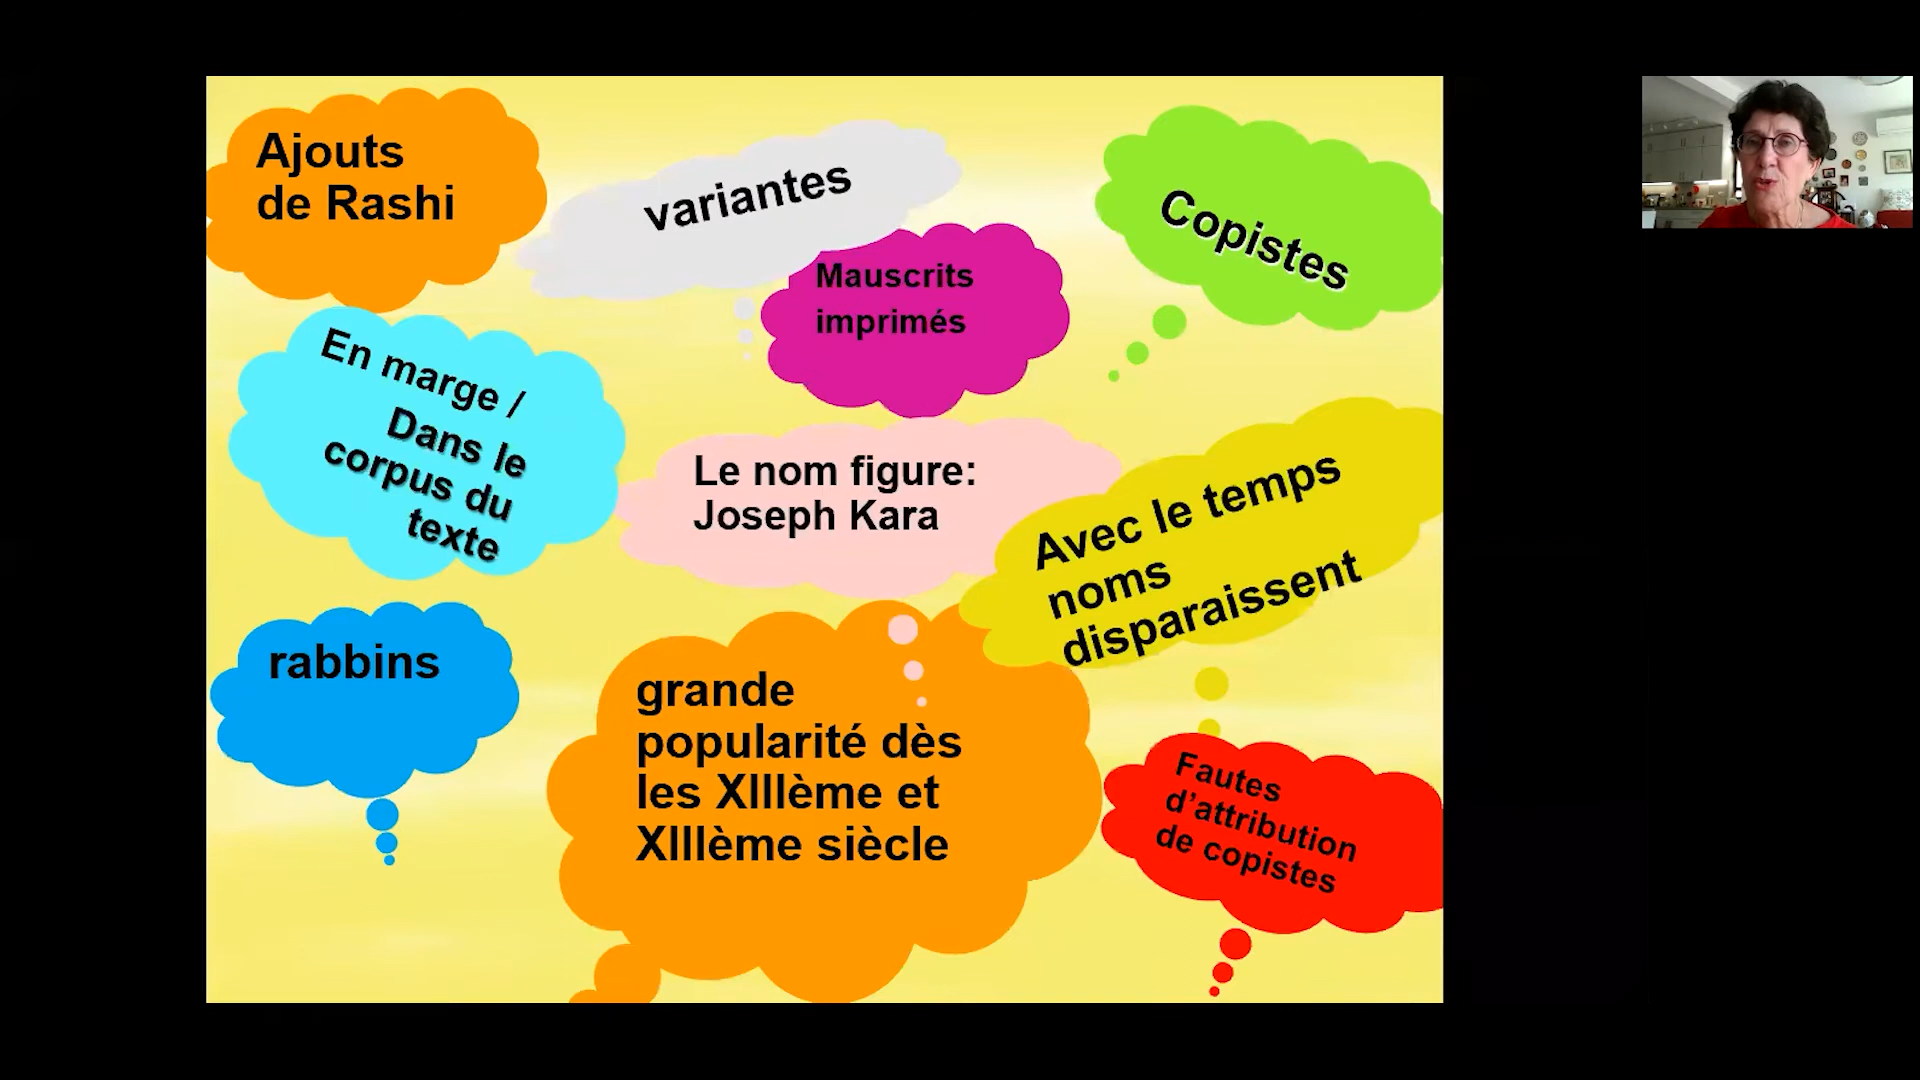 Ajouts
de Rashi
variantes
Copistes
Mauscrits
imprimés
En marge /
Dans le
corpus du
texte
Le nom figure:
Joseph Kara
Avec le temps
noms
disparaissent
rabbins
grande
popularité dès
les XIIIème et
XIIIème siècle
Fautes
d’attribution
de copistes